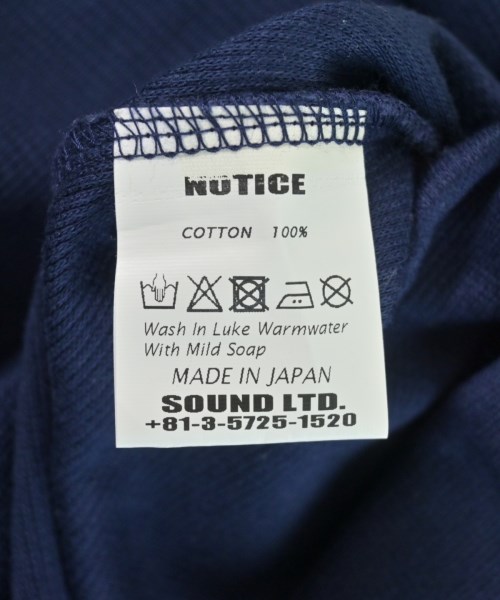 NOTICE
COTTON 100%
Wash In Luke Warmwater
With Mild Soap
MADE IN JAPAN
SOUND LTD.
+81-3-5725-1520